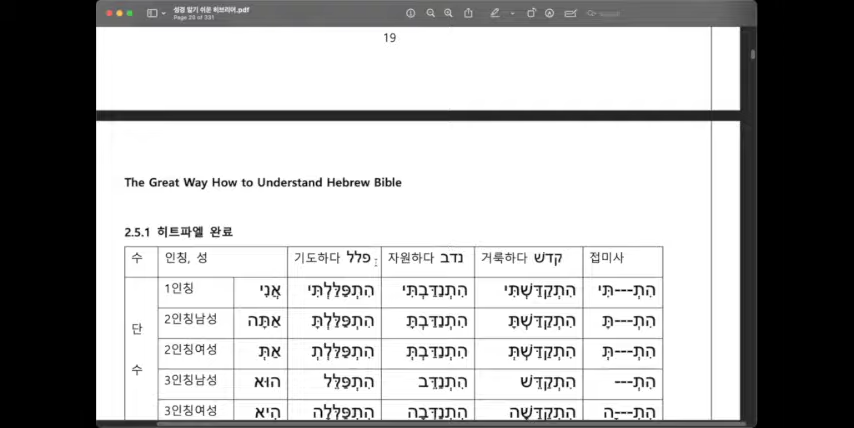 성경 알기 쉬운 히브리어.pdf
Page 25 of 331
19
The Great Way How to Understand Hebrew Bible
2.5.1 히트파엘 완료
수 인칭, 성 기도하다 פלל 자원하다 נדב 거룩하다 קדשׁ 접미사
단수
1인칭 אֲנִי הִתְפַּלַּלְתִּי הִתְנַדַּבְתִּי הִתְקַדַּשְׁתִּי הִתְ---תִּי
2인칭남성 אַתָּה הִתְפַּלַּלְתָּ הִתְנַדַּבְתָּ הִתְקַדַּשְׁתָּ הִתְ---תָּ
2인칭여성 אַתְּ הִתְפַּלַּלְתְּ הִתְנַדַּבְתְּ הִתְקַדַּשְׁתְּ הִתְ---תְּ
3인칭남성 הוּא הִתְפַּלֵּל הִתְנַדֵּב הִתְקַדֵּשׁ הִתְ---
3인칭여성 הִיא הִתְפַּלְּלָה הִתְנַדְּבָה הִתְקַדְּשָׁה הִתְ---ָה